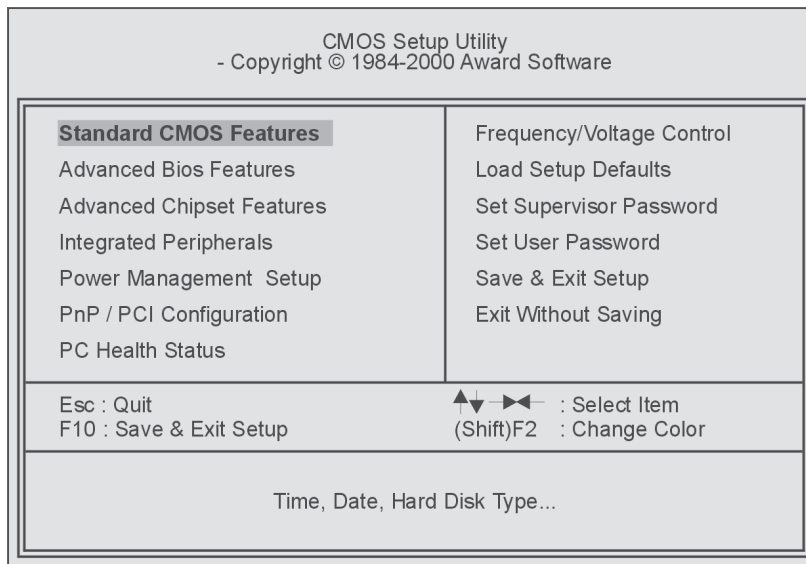 CMOS Setup Utility
- Copyright © 1984-2000 Award Software
Standard CMOS Features
Advanced Bios Features
Advanced Chipset Features
Integrated Peripherals
Power Management Setup
PnP / PCI Configuration
PC Health Status
Frequency/Voltage Control
Load Setup Defaults
Set Supervisor Password
Set User Password
Save & Exit Setup
Exit Without Saving
Esc : Quit
F10 : Save & Exit Setup
: Select Item
(Shift)F2 : Change Color
Time, Date, Hard Disk Type...